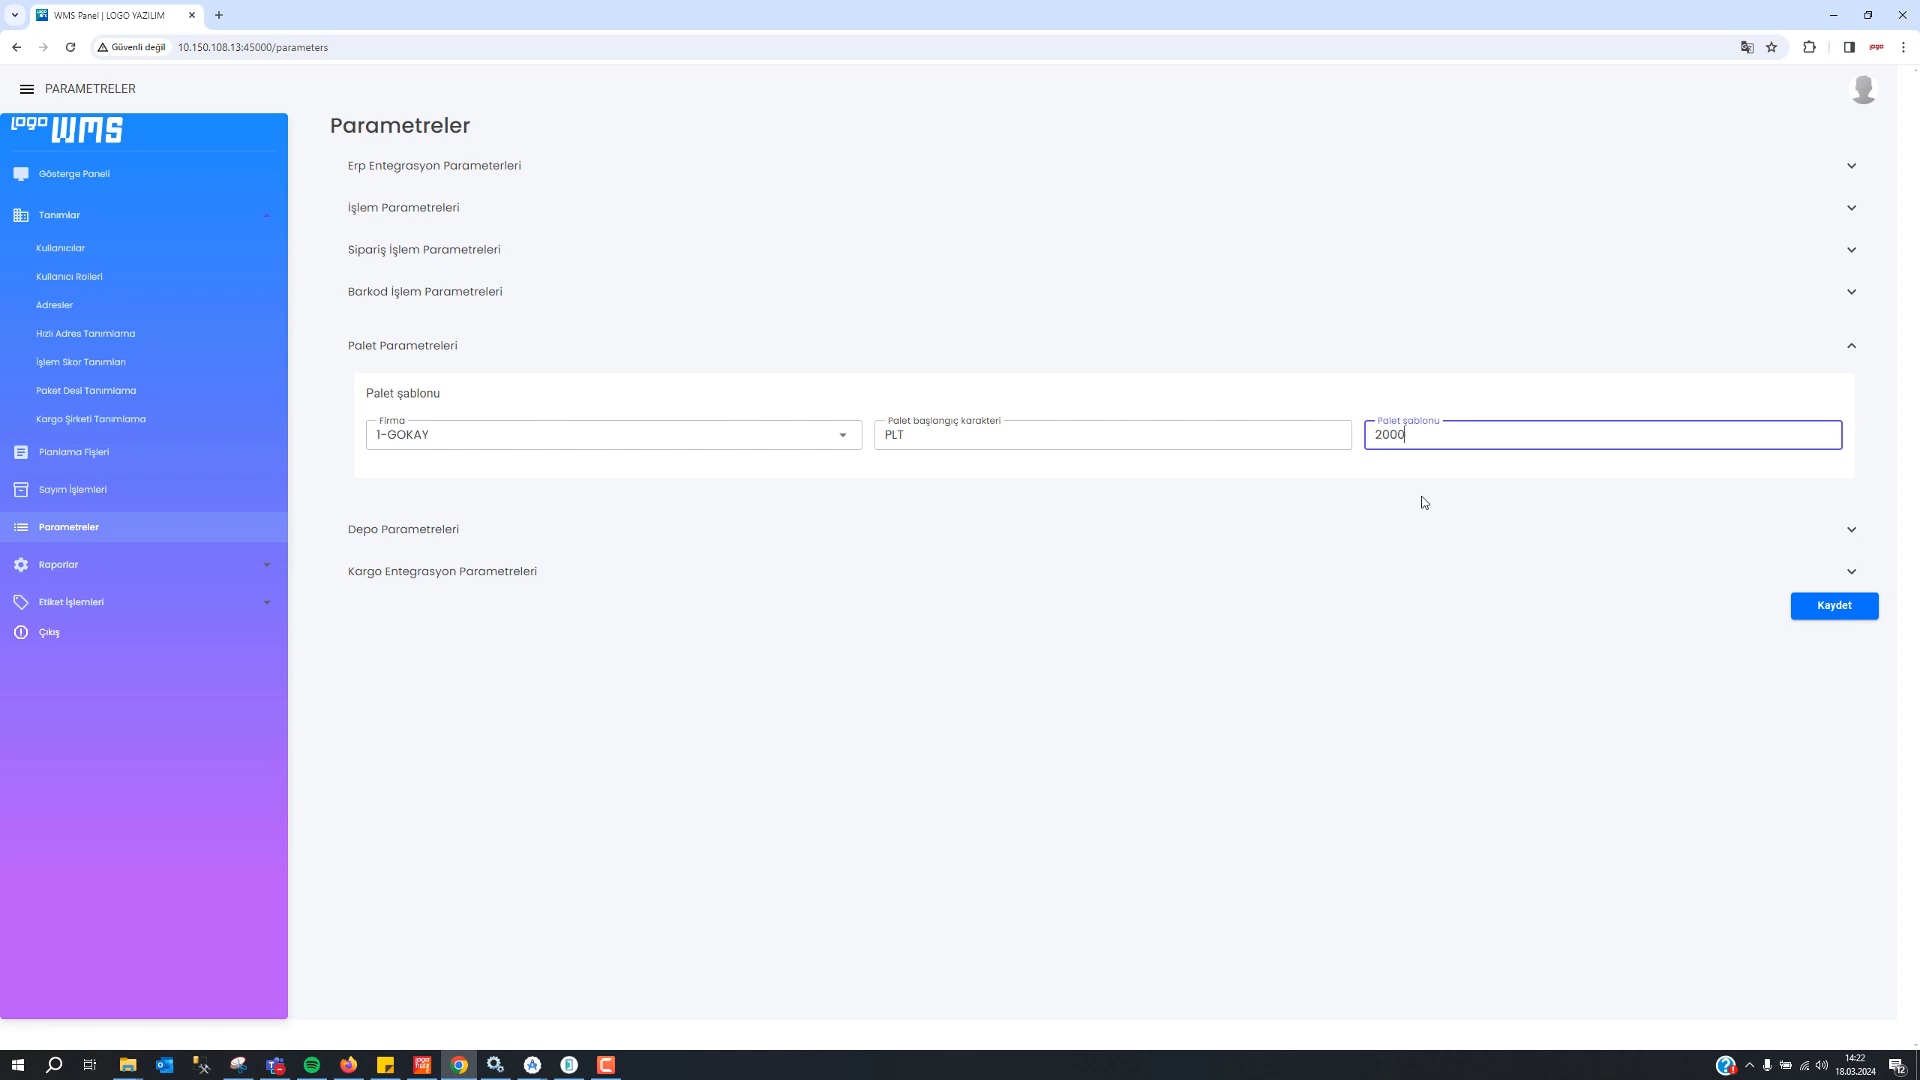 WMS Panel | LOGO YAZILIM
Güvenli değil
10.150.108.13:45000/parameters
logo
PARAMETRELER
logo WMS
Gösterge Paneli
Tanımlar
Kullanıcılar
Kullanıcı Rolleri
Adresler
Hızlı Adres Tanımlama
İşlem Skor Tanımları
Paket Desi Tanımlama
Kargo Şirketi Tanımlama
Planlama Fişleri
Sayım İşlemleri
Parametreler
Raporlar
Etiket İşlemleri
Çıkış
Parametreler
Erp Entegrasyon Parameterleri
İşlem Parametreleri
Sipariş İşlem Parametreleri
Barkod İşlem Parametreleri
Palet Parametreleri
Palet şablonu
Firma
1-GOKAY
Palet başlangıç karakteri
PLT
Palet şablonu
2000
Depo Parametreleri
Kargo Entegrasyon Parametreleri
Kaydet
14:22
18.03.2024
12